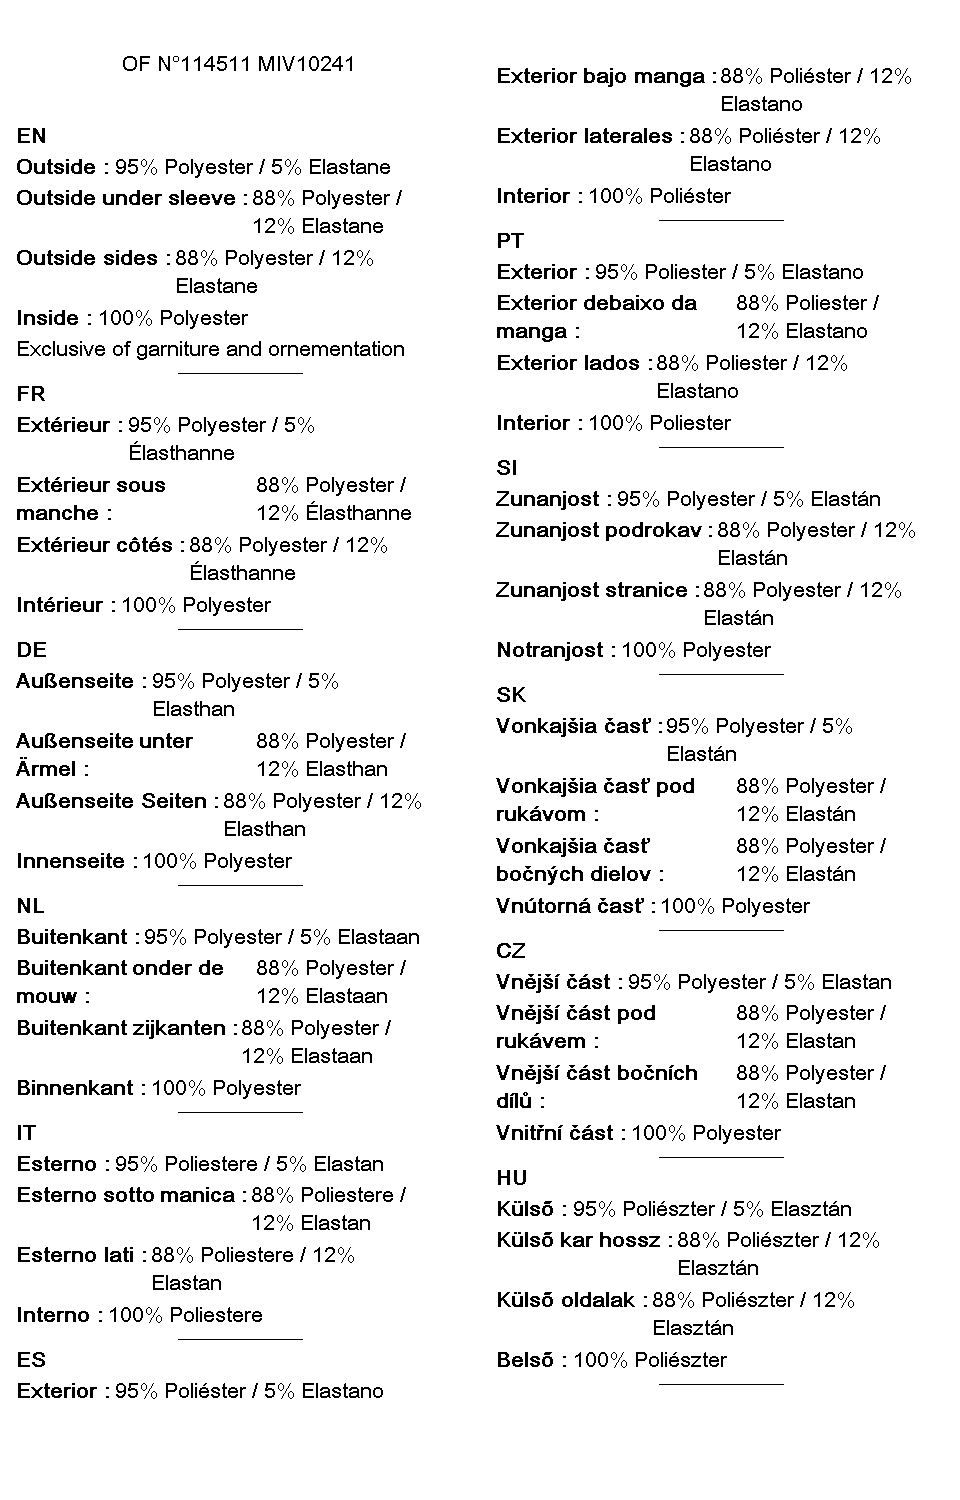 OF N°114511 MIV10241
EN
Outside : 95% Polyester / 5% Elastane
Outside under sleeve : 88% Polyester /
12% Elastane
Outside sides : 88% Polyester / 12%
Elastane
Inside : 100% Polyester
Exclusive of garniture and ornementation
FR
Extérieur : 95% Polyester / 5%
Élasthanne
Extérieur sous 88% Polyester /
manche : 12% Élasthanne
Extérieur côtés : 88% Polyester / 12%
Élasthanne
Intérieur : 100% Polyester
DE
Außenseite : 95% Polyester / 5%
Elasthan
Außenseite unter 88% Polyester /
Ärmel : 12% Elasthan
Außenseite Seiten : 88% Polyester / 12%
Elasthan
Innenseite : 100% Polyester
NL
Buitenkant : 95% Polyester / 5% Elastaan
Buitenkant onder de 88% Polyester /
mouw : 12% Elastaan
Buitenkant zijkanten : 88% Polyester /
12% Elastaan
Binnenkant : 100% Polyester
IT
Esterno : 95% Poliestere / 5% Elastan
Esterno sotto manica : 88% Poliestere /
12% Elastan
Esterno lati : 88% Poliestere / 12%
Elastan
Interno : 100% Poliestere
ES
Exterior : 95% Poliéster / 5% Elastano
Exterior bajo manga : 88% Poliéster / 12%
Elastano
Exterior laterales : 88% Poliéster / 12%
Elastano
Interior : 100% Poliéster
PT
Exterior : 95% Poliester / 5% Elastano
Exterior debaixo da 88% Poliester /
manga : 12% Elastano
Exterior lados : 88% Poliester / 12%
Elastano
Interior : 100% Poliester
SI
Zunanjost : 95% Polyester / 5% Elastán
Zunanjost podrokav : 88% Polyester / 12%
Elastán
Zunanjost stranice : 88% Polyester / 12%
Elastán
Notranjost : 100% Polyester
SK
Vonkajšia časť : 95% Polyester / 5%
Elastán
Vonkajšia časť pod 88% Polyester /
rukávom : 12% Elastán
Vonkajšia časť 88% Polyester /
bočných dielov : 12% Elastán
Vnútorná časť : 100% Polyester
CZ
Vnější část : 95% Polyester / 5% Elastan
Vnější část pod 88% Polyester /
rukávem : 12% Elastan
Vnější část bočních 88% Polyester /
dílů : 12% Elastan
Vnitřní část : 100% Polyester
HU
Külső : 95% Poliészter / 5% Elasztán
Külső kar hossz : 88% Poliészter / 12%
Elasztán
Külső oldalak : 88% Poliészter / 12%
Elasztán
Belső : 100% Poliészter